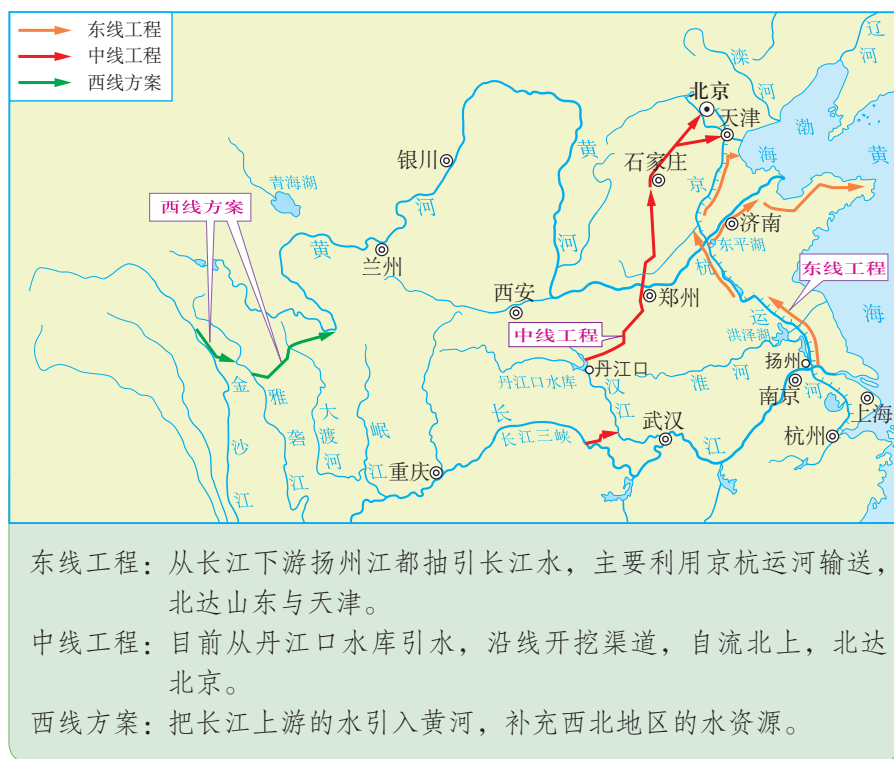 东线工程
中线工程
西线方案
辽
河
滦
河
北京
天津
渤
海
黄
海
银川
黄
河
石家庄
京
杭
运
河
青海湖
西线方案
黄
河
兰州
济南
东平湖
东线工程
西安
郑州
中线工程
洪泽湖
扬州
丹江口
丹江口水库
汉
江
淮
河
南京
上海
杭州
金
沙
江
雅
砻
江
大
渡
河
岷
江
重庆
长
江
长江三峡
武汉
东线工程：从长江下游扬州江都抽引长江水，主要利用京杭运河输送，
北达山东与天津。
中线工程：目前从丹江口水库引水，沿线开挖渠道，自流北上，北达
北京。
西线方案：把长江上游的水引入黄河，补充西北地区的水资源。